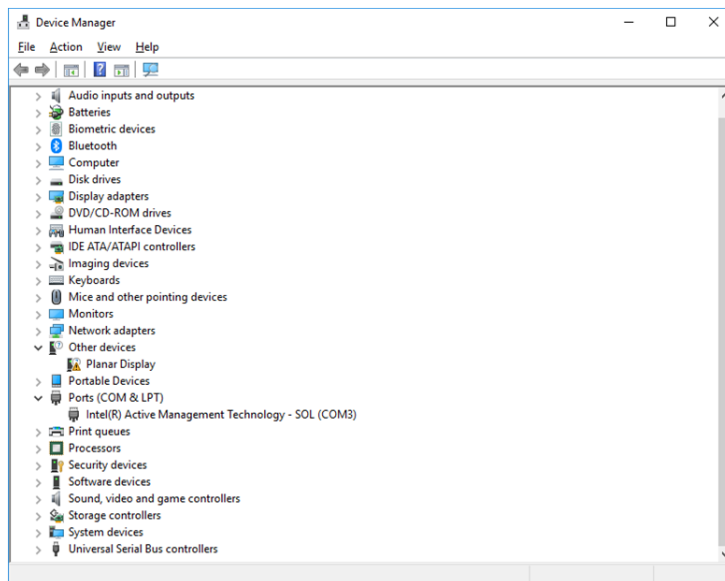 Device Manager
File Action View Help
Audio inputs and outputs
Batteries
Biometric devices
Bluetooth
Computer
Disk drives
Display adapters
DVD/CD-ROM drives
Human Interface Devices
IDE ATA/ATAPI controllers
Imaging devices
Keyboards
Mice and other pointing devices
Monitors
Network adapters
Other devices
Planar Display
Portable Devices
Ports (COM & LPT)
Intel(R) Active Management Technology - SOL (COM3)
Print queues
Processors
Security devices
Software devices
Sound, video and game controllers
Storage controllers
System devices
Universal Serial Bus controllers